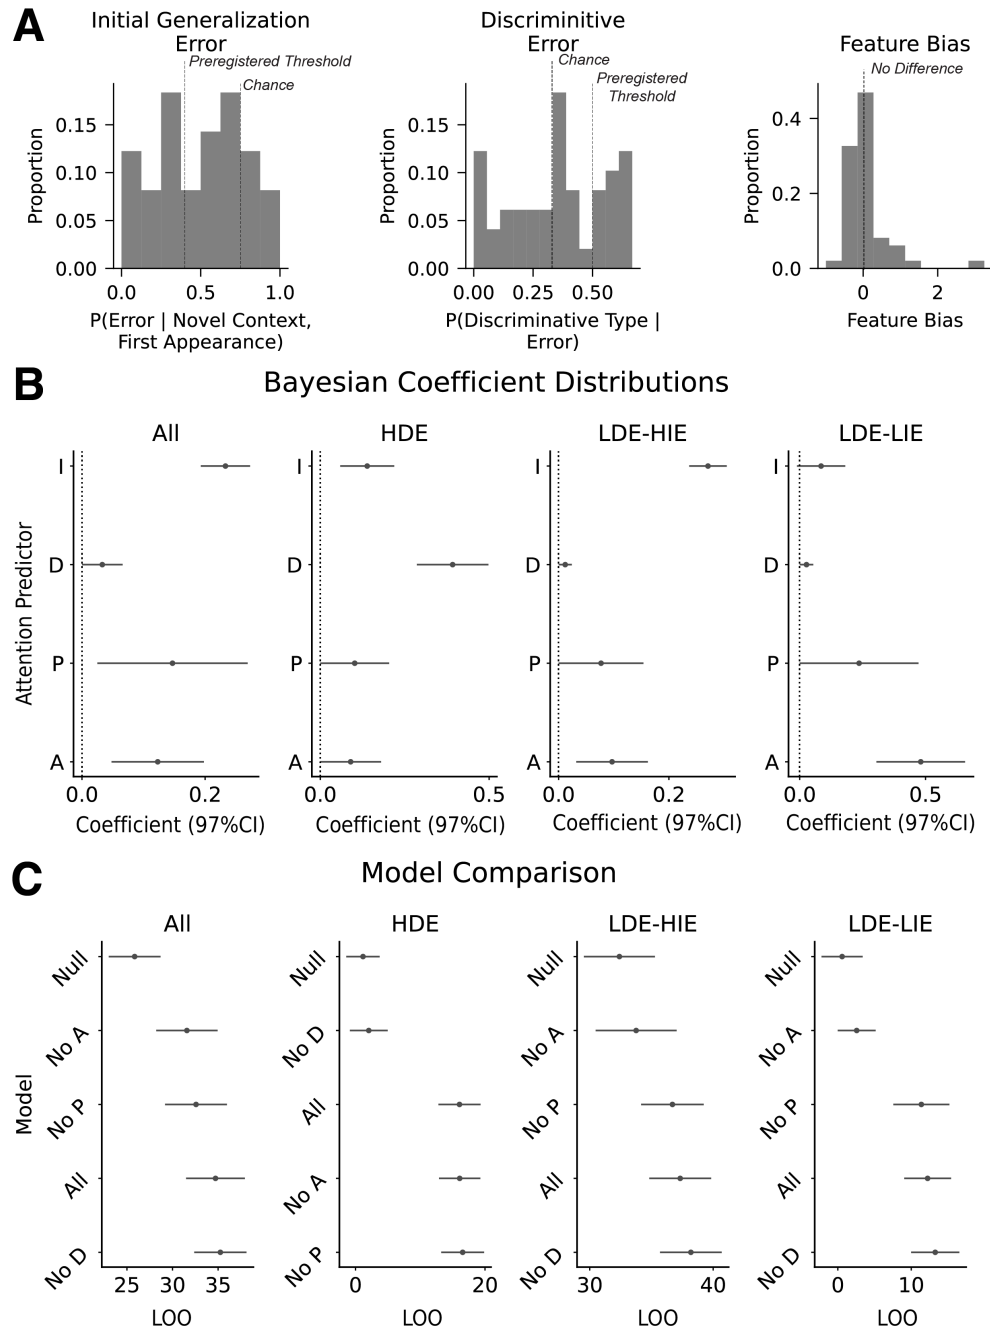 A
Initial Generalization
Error
Preregistered Threshold
Chance
Proportion
0.15
0.10
0.05
0.00
0.0 0.5 1.0
P(Error | Novel Context,
First Appearance)
Discriminitive
Error
Chance
Preregistered
Threshold
Proportion
0.15
0.10
0.05
0.00
0.00 0.25 0.50
P(Discriminative Type |
Error)
Feature Bias
No Difference
Proportion
0.4
0.2
0.0
0 2
Feature Bias
B
Bayesian Coefficient Distributions
Attention Predictor
All
I
D
P
A
0.0 0.2
Coefficient (97%CI)
HDE
I
D
P
A
0.0 0.5
Coefficient (97%CI)
LDE-HIE
I
D
P
A
0.0 0.2
Coefficient (97%CI)
LDE-LIE
I
D
P
A
0.0 0.5
Coefficient (97%CI)
C
Model Comparison
Model
All
Null
No A
No P
All
No D
25 30 35
LOO
HDE
Null
No D
All
No A
No P
0 20
LOO
LDE-HIE
Null
No A
No P
All
No D
30 40
LOO
LDE-LIE
Null
No A
No P
All
No D
0 10
LOO